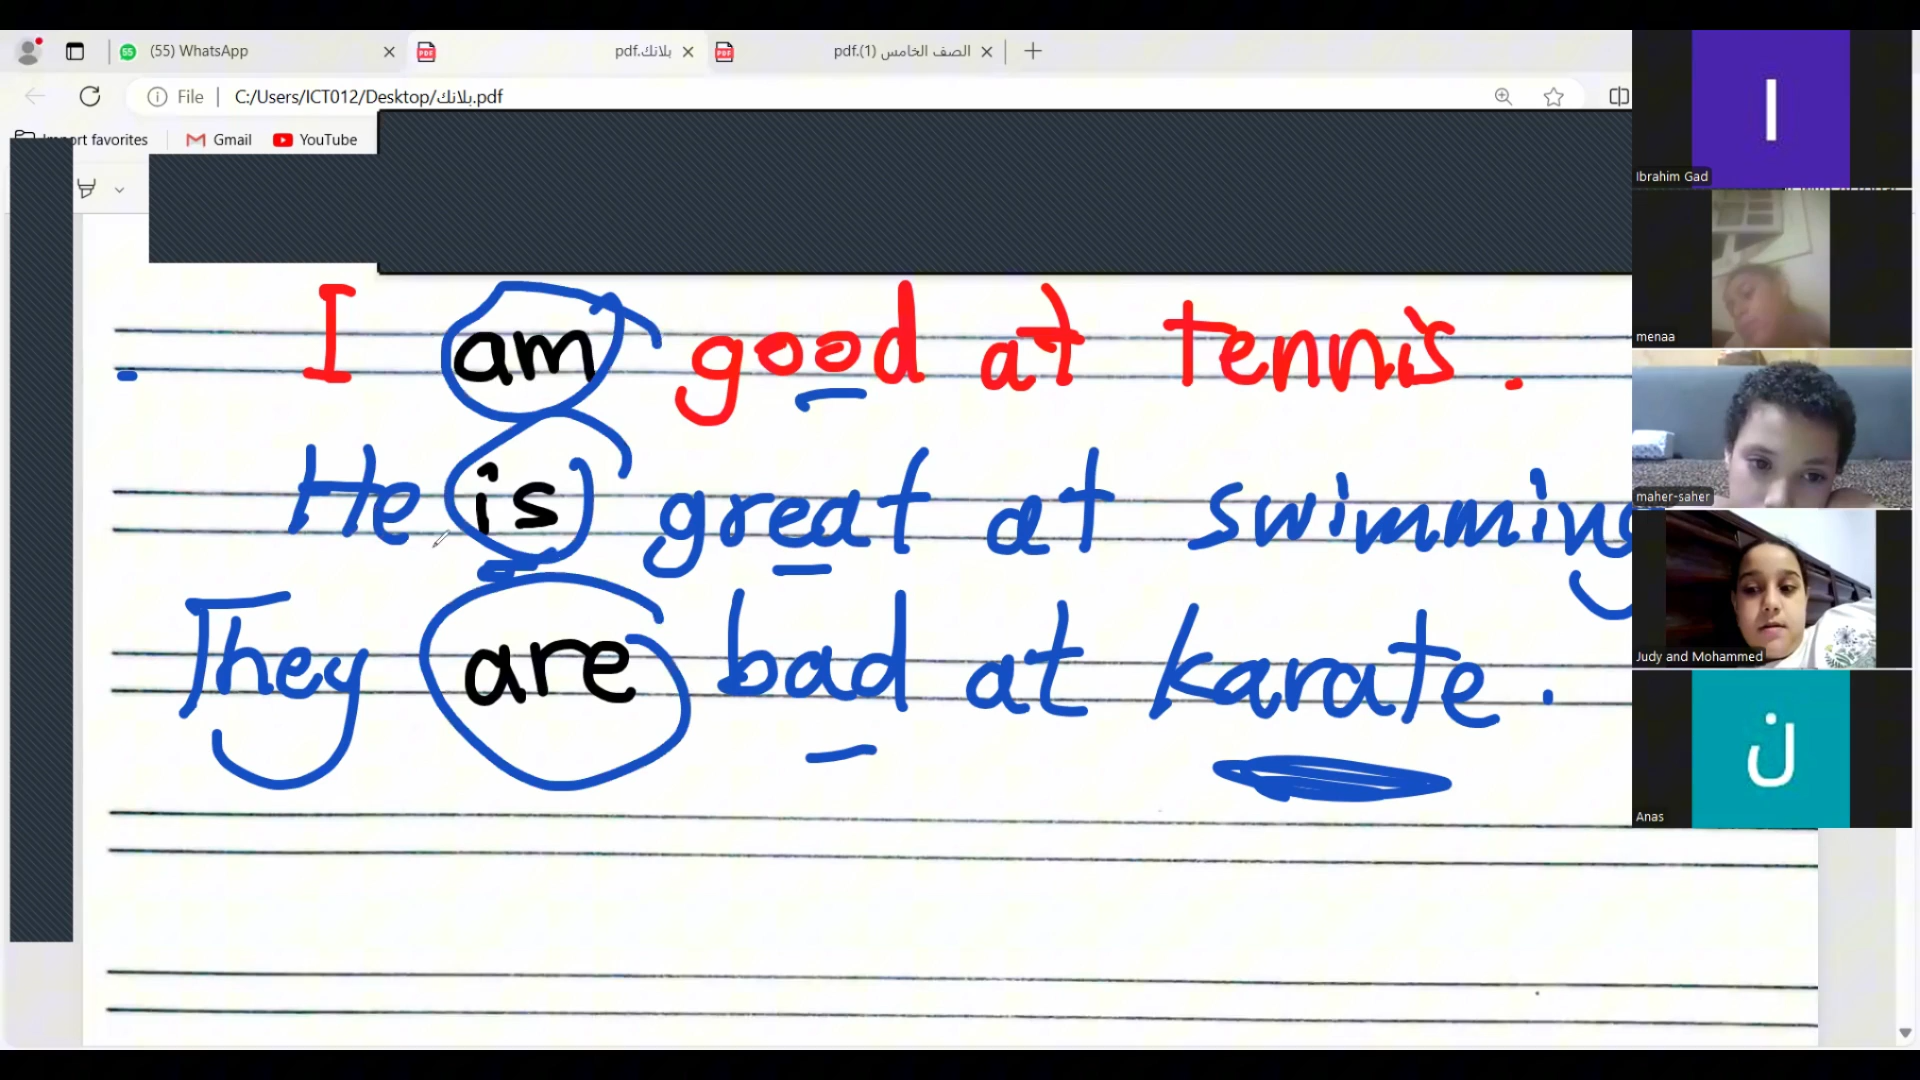 (55) WhatsApp
بلانك.pdf
الصف الخامس (1).pdf
File
C:/Users/ICT012/Desktop/بلانك.pdf
ort favorites
Gmail
YouTube
I am good at tennis.
He is great at swimming
They are bad at karate.
Ibrahim Gad
menaa
maher-saher
Judy and Mohammed
ن
Anas